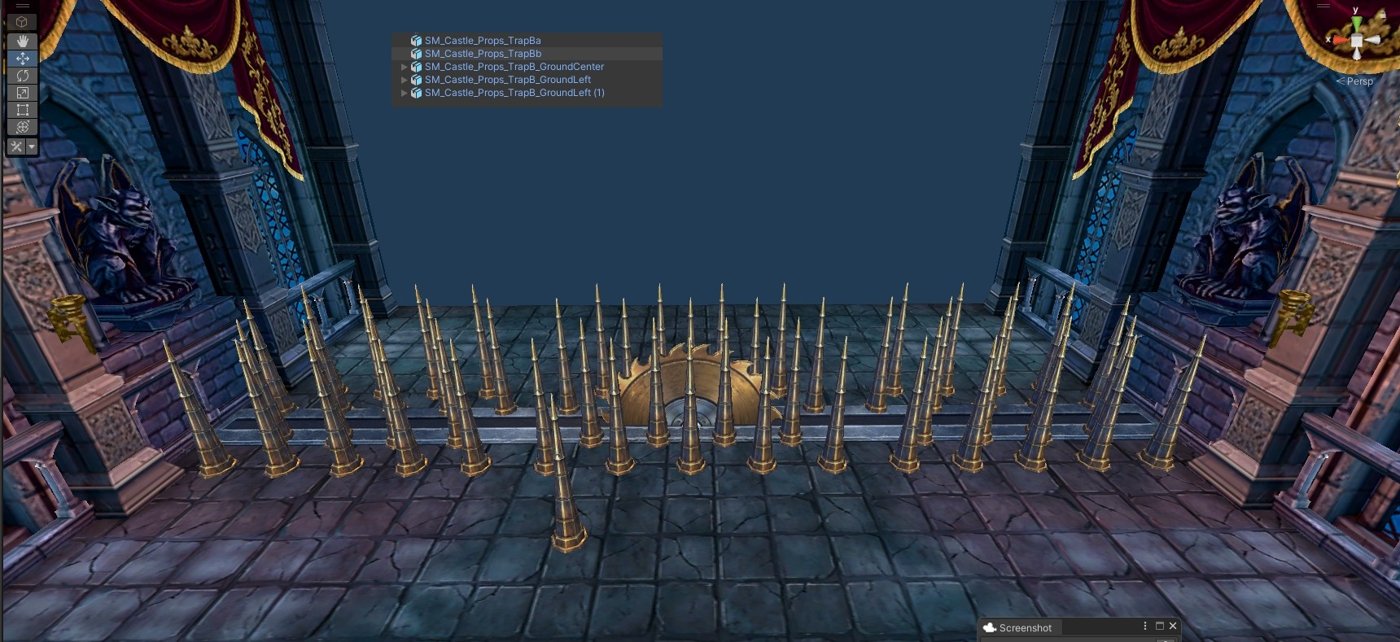 SM_Castle_Props_TrapBa
SM_Castle_Props_TrapBb
SM_Castle_Props_TrapB_GroundCenter
SM_Castle_Props_TrapB_GroundLeft
SM_Castle_Props_TrapB_GroundLeft (1)
y
x
< Persp
Screenshot